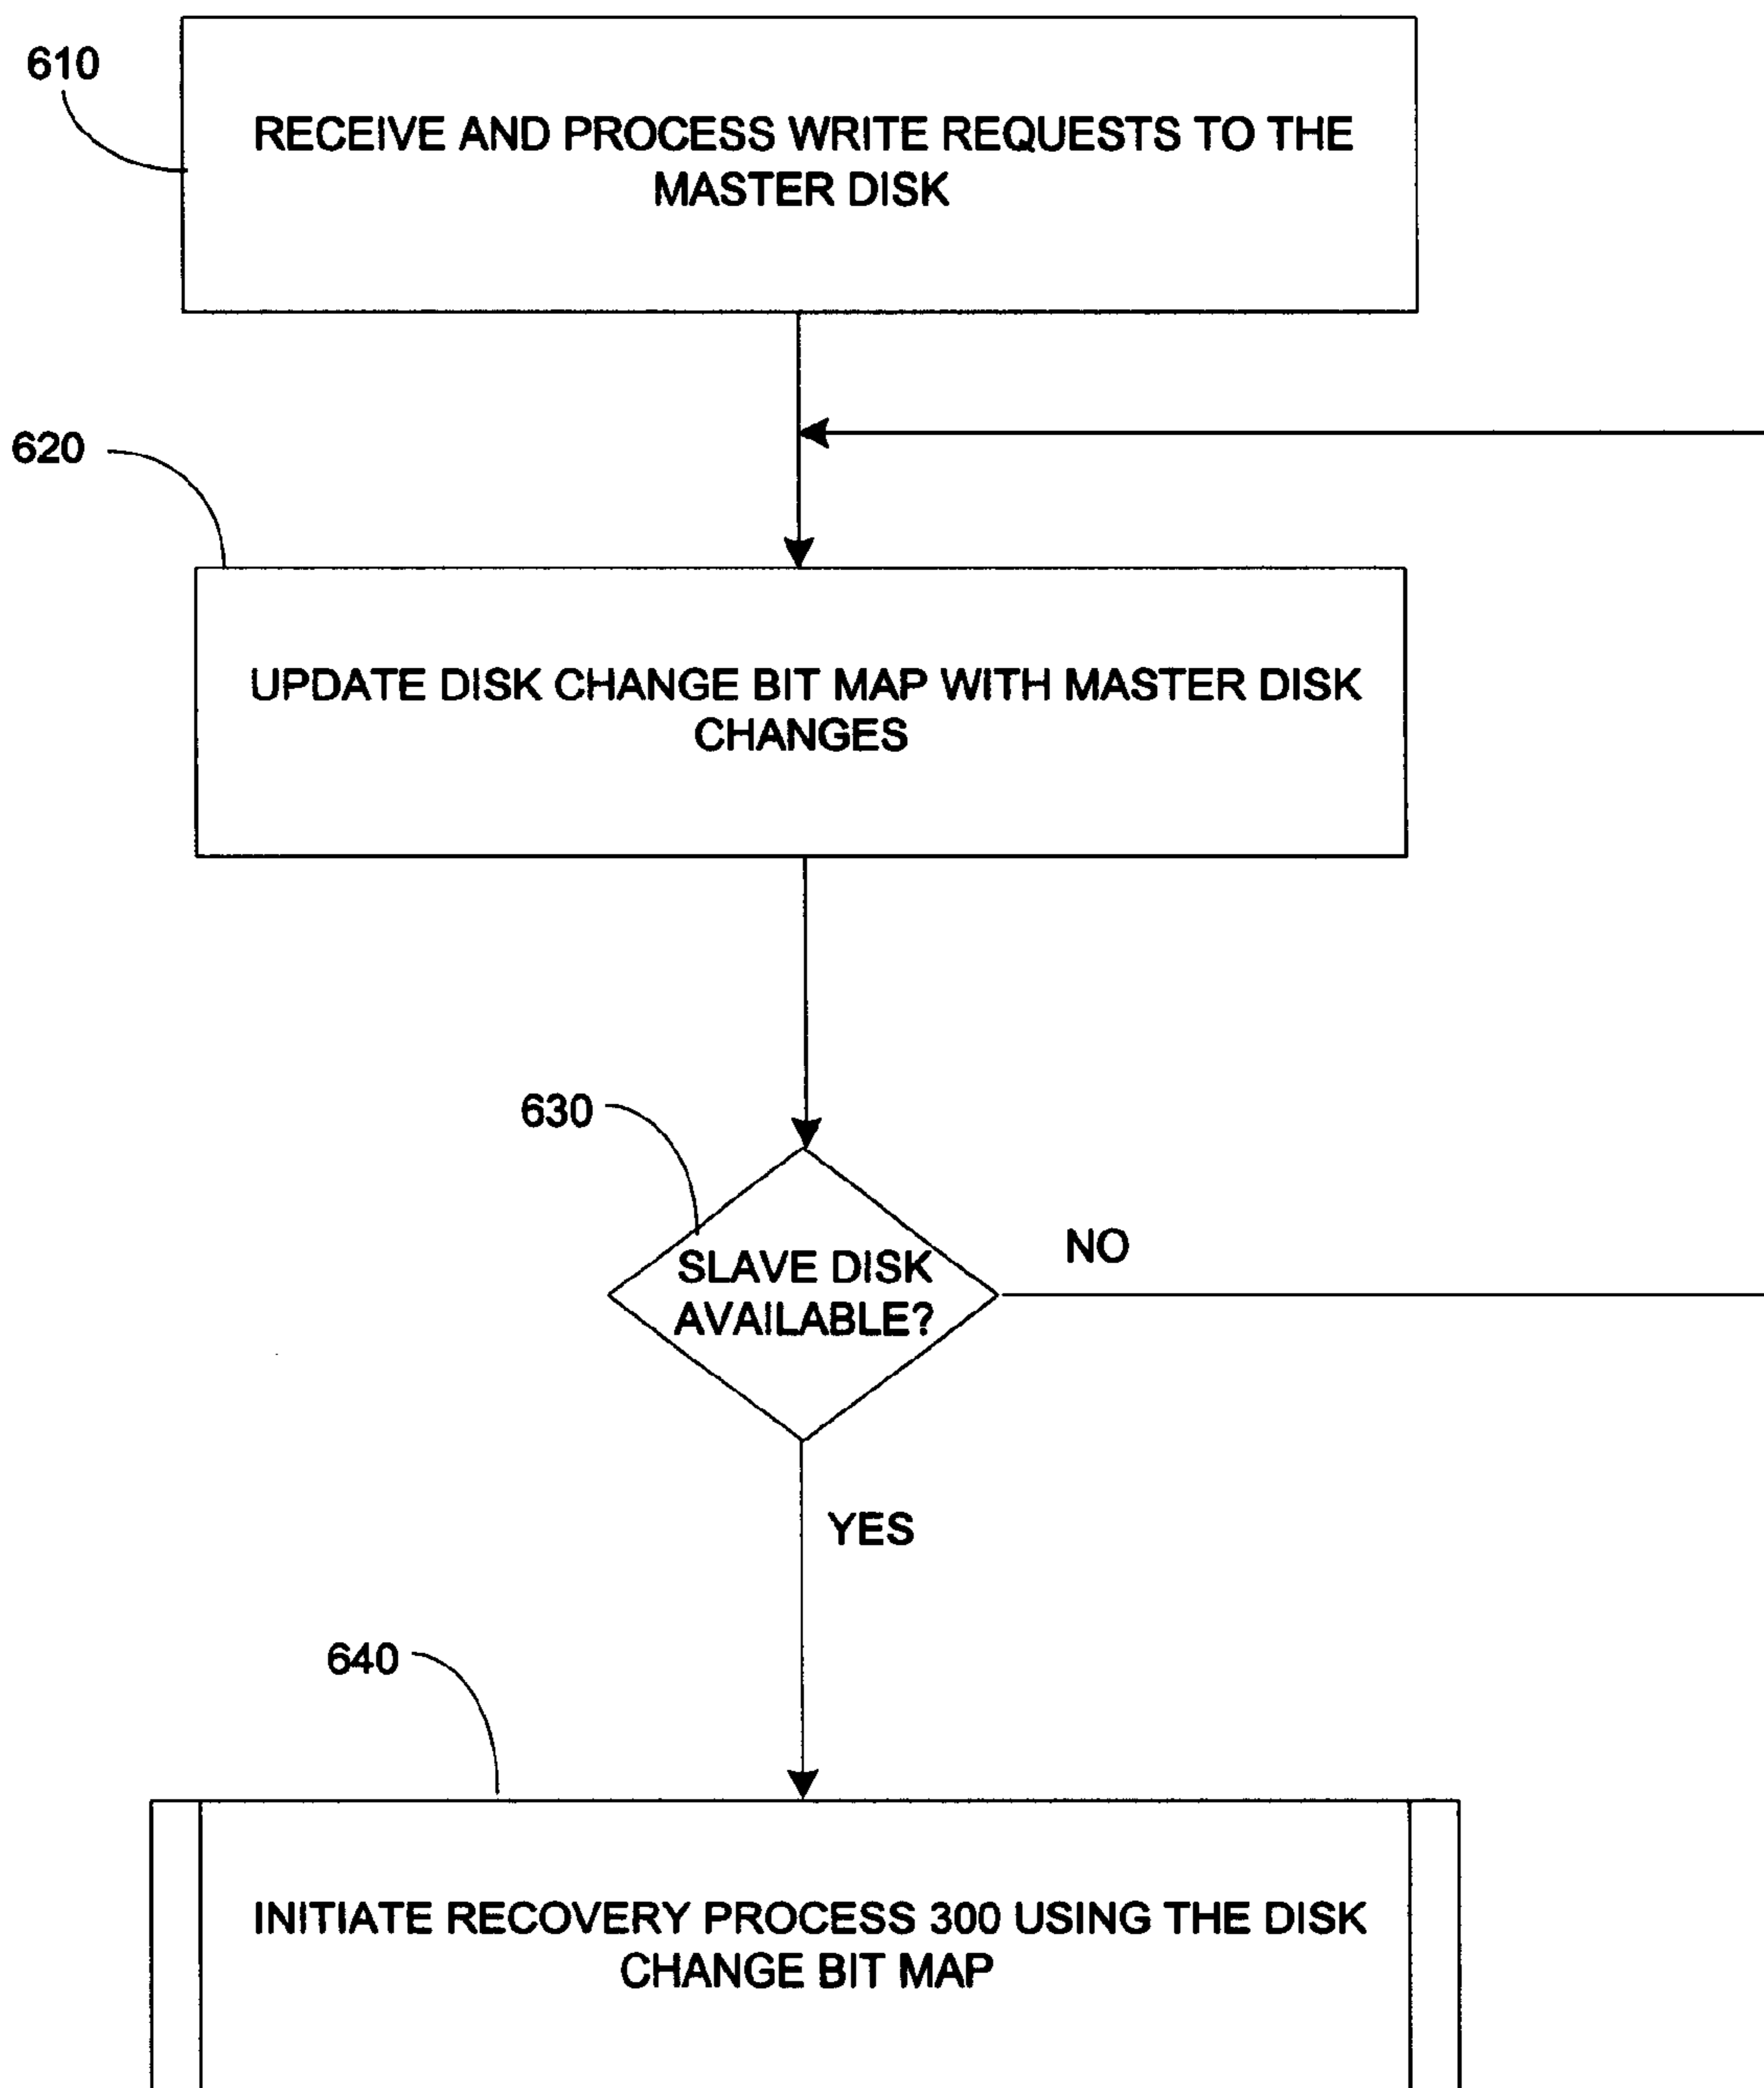 610
RECEIVE AND PROCESS WRITE REQUESTS TO THE
MASTER DISK
620
UPDATE DISK CHANGE BIT MAP WITH MASTER DISK
CHANGES
630
SLAVE DISK
AVAILABLE?
NO
YES
640
INITIATE RECOVERY PROCESS 300 USING THE DISK
CHANGE BIT MAP